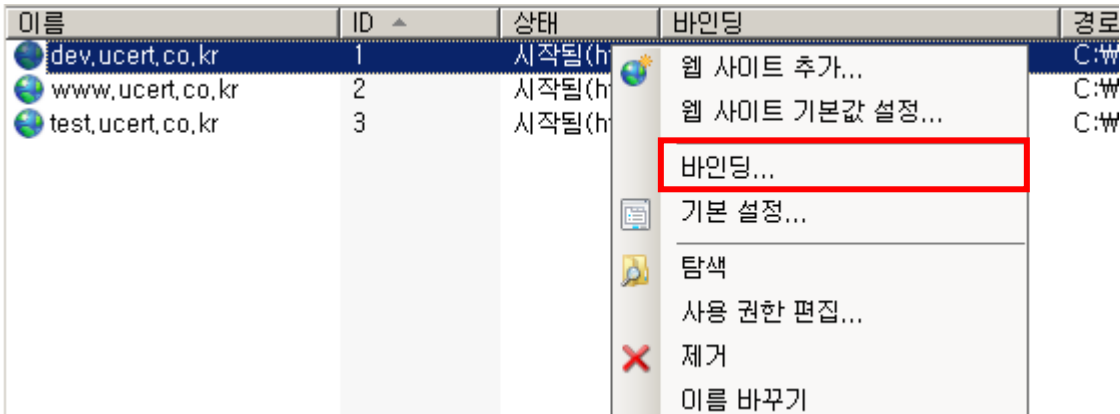 이름 ID 상태 바인딩 경로
dev.ucert.co.kr 1 시작됨(h C:₩
www.ucert.co.kr 2 시작됨(h C:₩
test.ucert.co.kr 3 시작됨(h C:₩
웹 사이트 추가...
웹 사이트 기본값 설정...
바인딩...
기본 설정...
탐색
사용 권한 편집...
제거
이름 바꾸기